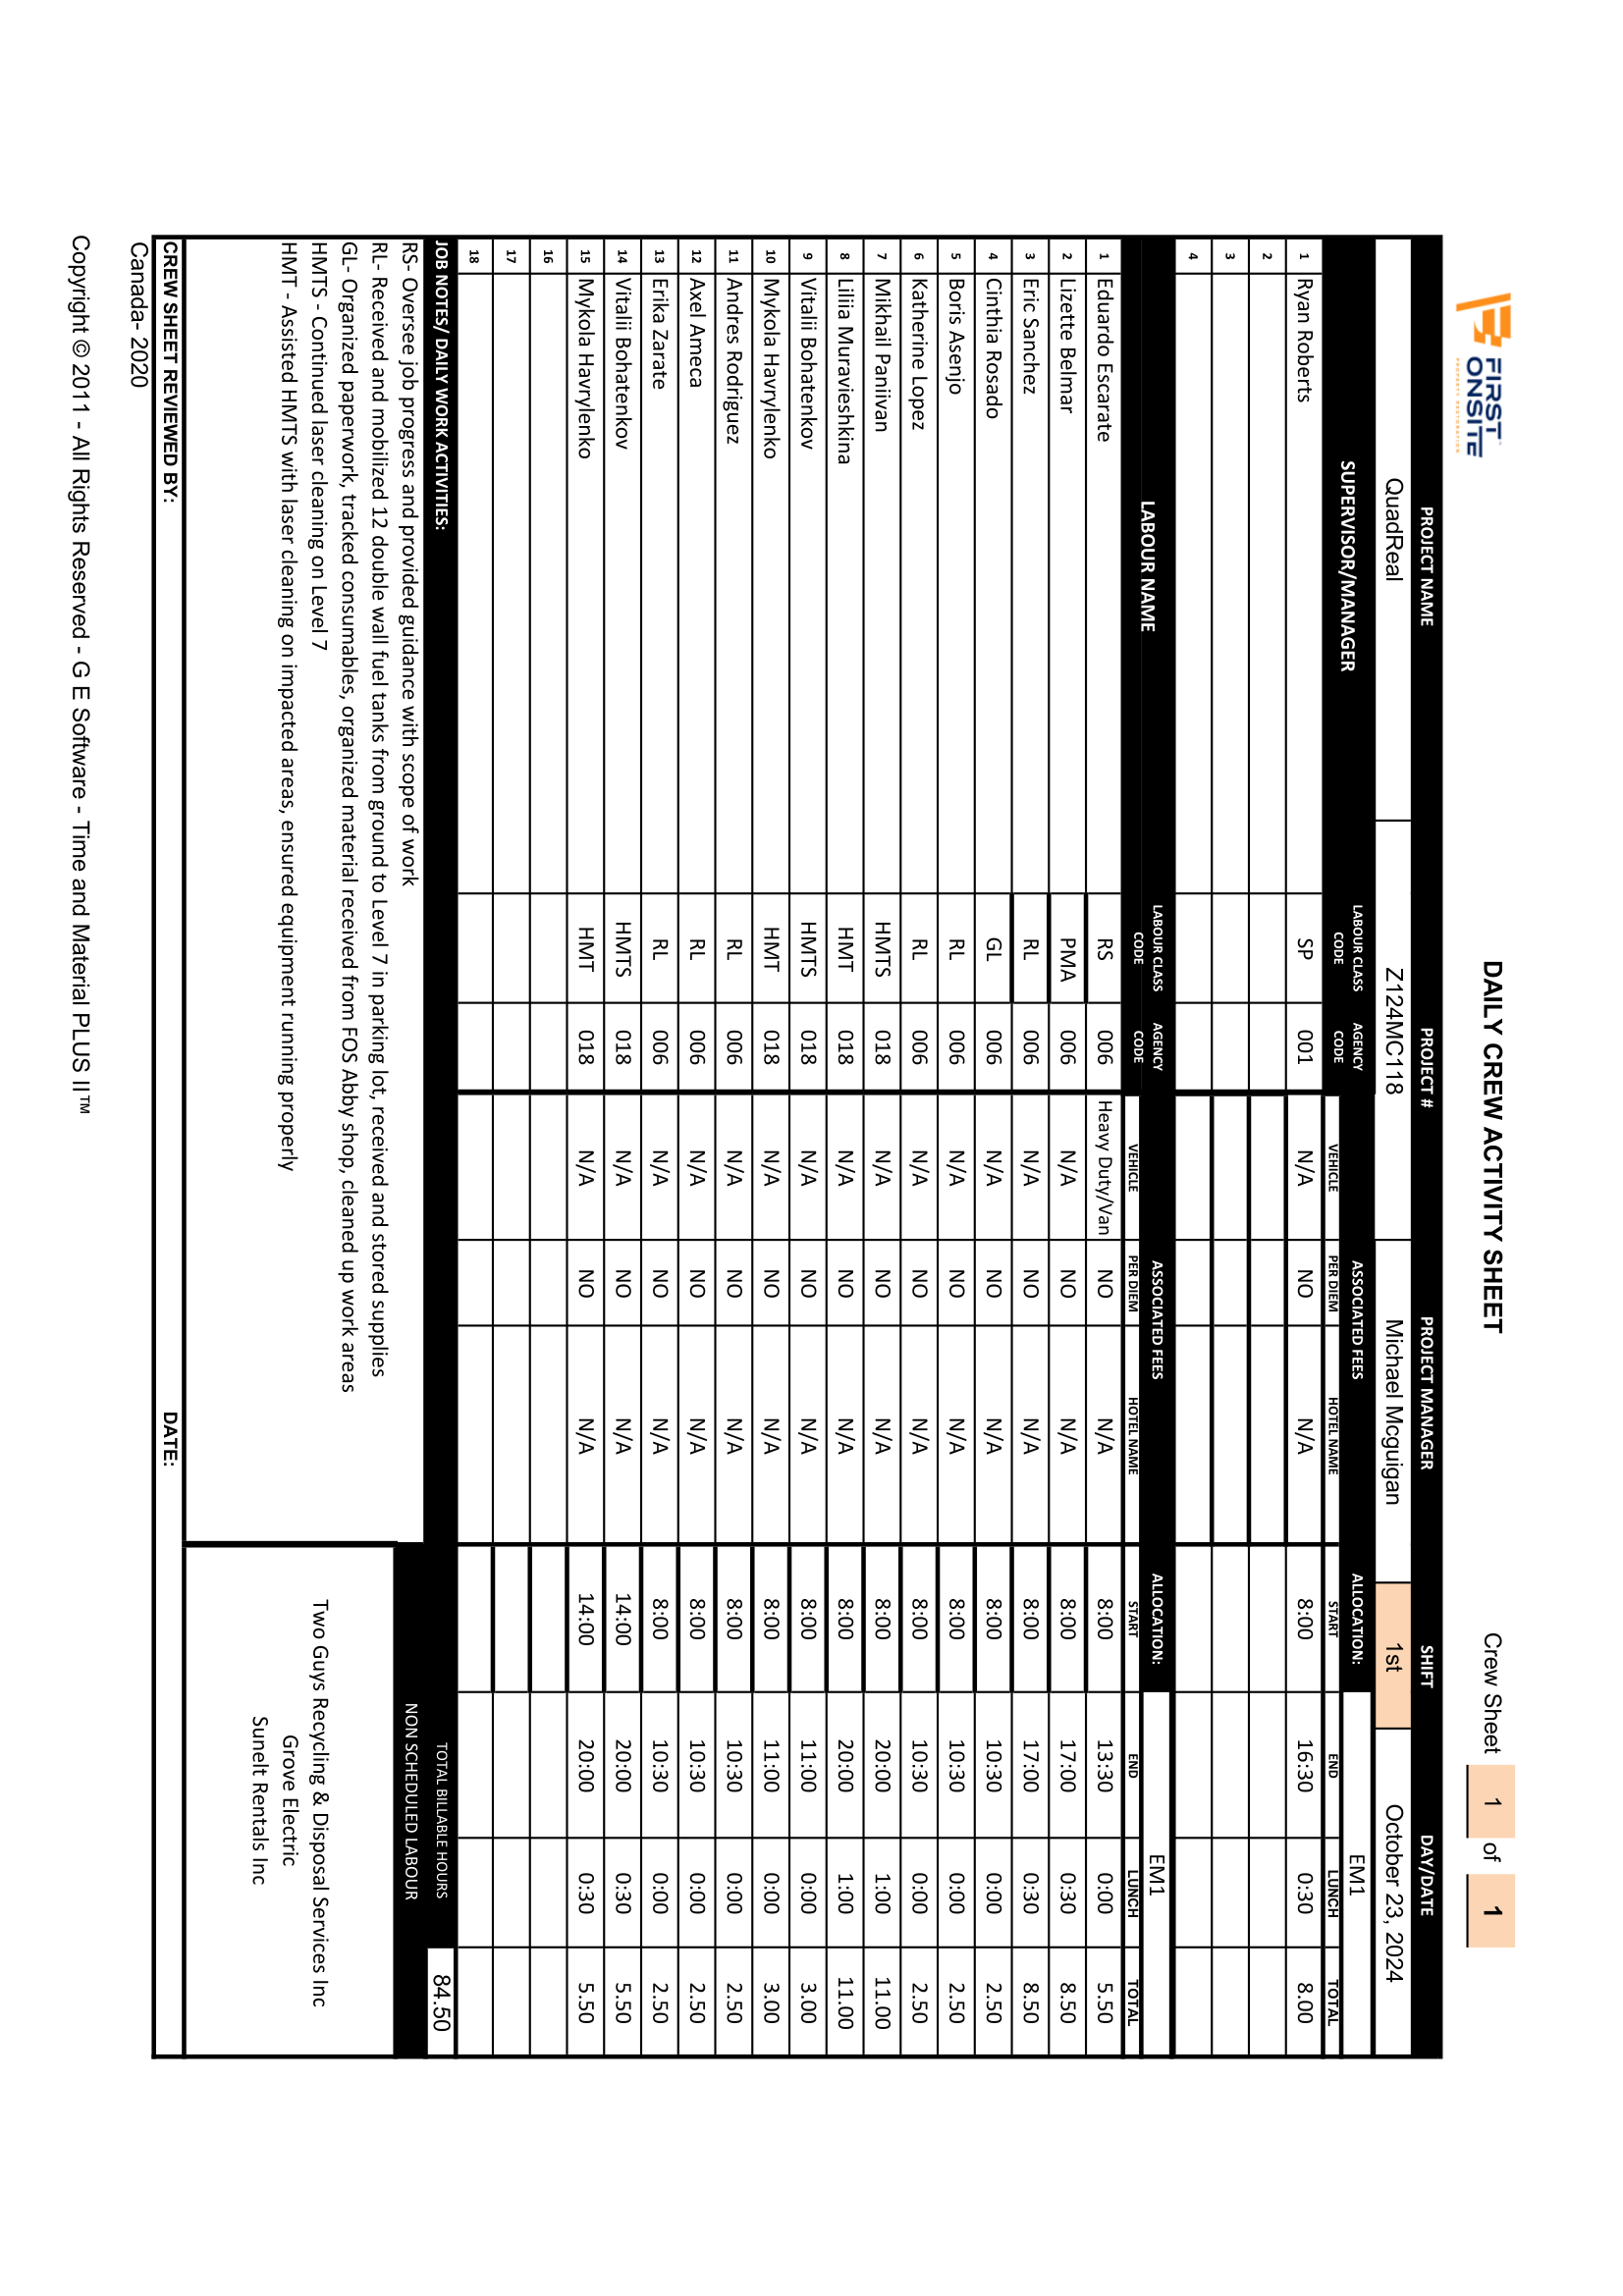 FIRST
ONSITE
PROPERTY RESTORATION
DAILY CREW ACTIVITY SHEET
Crew Sheet 1 of 1
PROJECT NAME PROJECT # PROJECT MANAGER SHIFT DAY/DATE
QuadReal Z124MC118 Michael Mcguigan 1st October 23, 2024
SUPERVISOR/MANAGER LABOUR CLASS CODE AGENCY CODE ASSOCIATED FEES ALLOCATION: EM1
VEHICLE PER DIEM HOTEL NAME START END LUNCH TOTAL
1 Ryan Roberts SP 001 N/A NO N/A 8:00 16:30 0:30 8.00
2
3
4
LABOUR NAME LABOUR CLASS CODE AGENCY CODE ASSOCIATED FEES ALLOCATION: EM1
VEHICLE PER DIEM HOTEL NAME START END LUNCH TOTAL
1 Eduardo Escarate RS 006 Heavy Duty/Van NO N/A 8:00 13:30 0:00 5.50
2 Lizette Belmar PMA 006 N/A NO N/A 8:00 17:00 0:30 8.50
3 Eric Sanchez RL 006 N/A NO N/A 8:00 17:00 0:30 8.50
4 Cinthia Rosado GL 006 N/A NO N/A 8:00 10:30 0:00 2.50
5 Boris Asenjo RL 006 N/A NO N/A 8:00 10:30 0:00 2.50
6 Katherine Lopez RL 006 N/A NO N/A 8:00 10:30 0:00 2.50
7 Mikhail Paniivan HMTS 018 N/A NO N/A 8:00 20:00 1:00 11.00
8 Liliia Muravieshkina HMT 018 N/A NO N/A 8:00 20:00 1:00 11.00
9 Vitalii Bohatenkov HMTS 018 N/A NO N/A 8:00 11:00 0:00 3.00
10 Mykola Havrylenko HMT 018 N/A NO N/A 8:00 11:00 0:00 3.00
11 Andres Rodriguez RL 006 N/A NO N/A 8:00 10:30 0:00 2.50
12 Axel Ameca RL 006 N/A NO N/A 8:00 10:30 0:00 2.50
13 Erika Zarate RL 006 N/A NO N/A 8:00 10:30 0:00 2.50
14 Vitalii Bohatenkov HMTS 018 N/A NO N/A 14:00 20:00 0:30 5.50
15 Mykola Havrylenko HMT 018 N/A NO N/A 14:00 20:00 0:30 5.50
16
17
18
JOB NOTES/ DAILY WORK ACTIVITIES: TOTAL BILLABLE HOURS 84.50
RS- Oversee job progress and provided guidance with scope of work
RL- Received and mobilized 12 double wall fuel tanks from ground to Level 7 in parking lot, received and stored supplies
GL- Organized paperwork, tracked consumables, organized material received from FOS Abby shop, cleaned up work areas
HMTS - Continued laser cleaning on Level 7
HMT - Assisted HMTS with laser cleaning on impacted areas, ensured equipment running properly
NON SCHEDULED LABOUR
Two Guys Recycling & Disposal Services Inc
Grove Electric
Sunelt Rentals Inc
CREW SHEET REVIEWED BY: DATE:
Canada- 2020
Copyright © 2011 - All Rights Reserved - G E Software - Time and Material PLUS II™